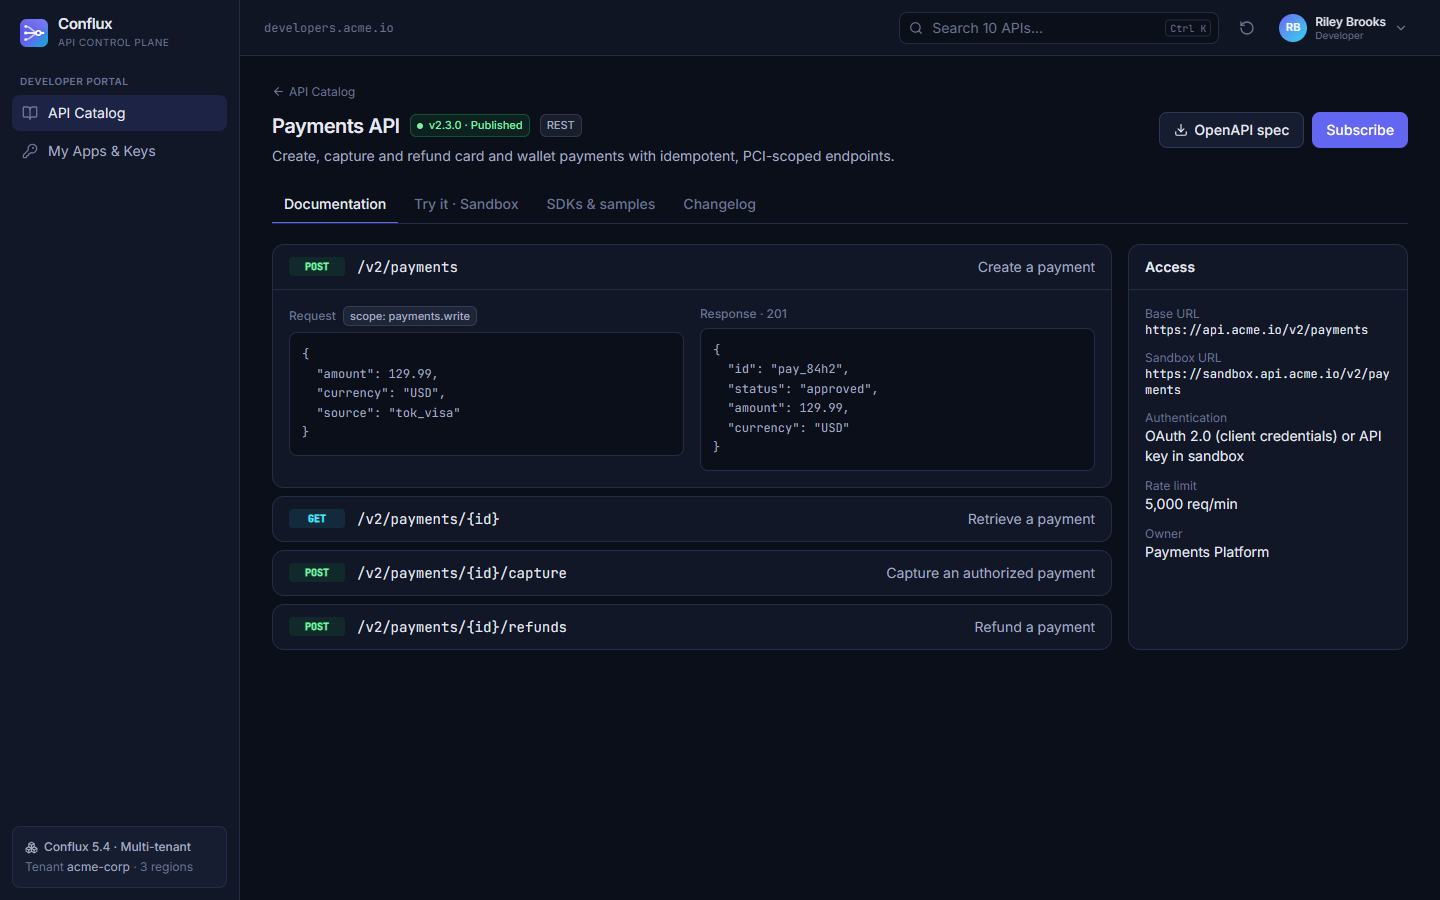 Conflux
API CONTROL PLANE
DEVELOPER PORTAL
API Catalog
My Apps & Keys
Conflux 5.4 · Multi-tenant
Tenant acme-corp · 3 regions
developers.acme.io
Search 10 APIs...
Ctrl K
RB
Riley Brooks
Developer
← API Catalog
Payments API
v2.3.0 · Published
REST
OpenAPI spec
Subscribe
Create, capture and refund card and wallet payments with idempotent, PCI-scoped endpoints.
Documentation
Try it · Sandbox
SDKs & samples
Changelog
POST /v2/payments Create a payment
Request scope: payments.write
{
"amount": 129.99,
"currency": "USD",
"source": "tok_visa"
}
Response · 201
{
"id": "pay_84h2",
"status": "approved",
"amount": 129.99,
"currency": "USD"
}
GET /v2/payments/{id} Retrieve a payment
POST /v2/payments/{id}/capture Capture an authorized payment
POST /v2/payments/{id}/refunds Refund a payment
Access
Base URL
https://api.acme.io/v2/payments
Sandbox URL
https://sandbox.api.acme.io/v2/pay
ments
Authentication
OAuth 2.0 (client credentials) or API
key in sandbox
Rate limit
5,000 req/min
Owner
Payments Platform